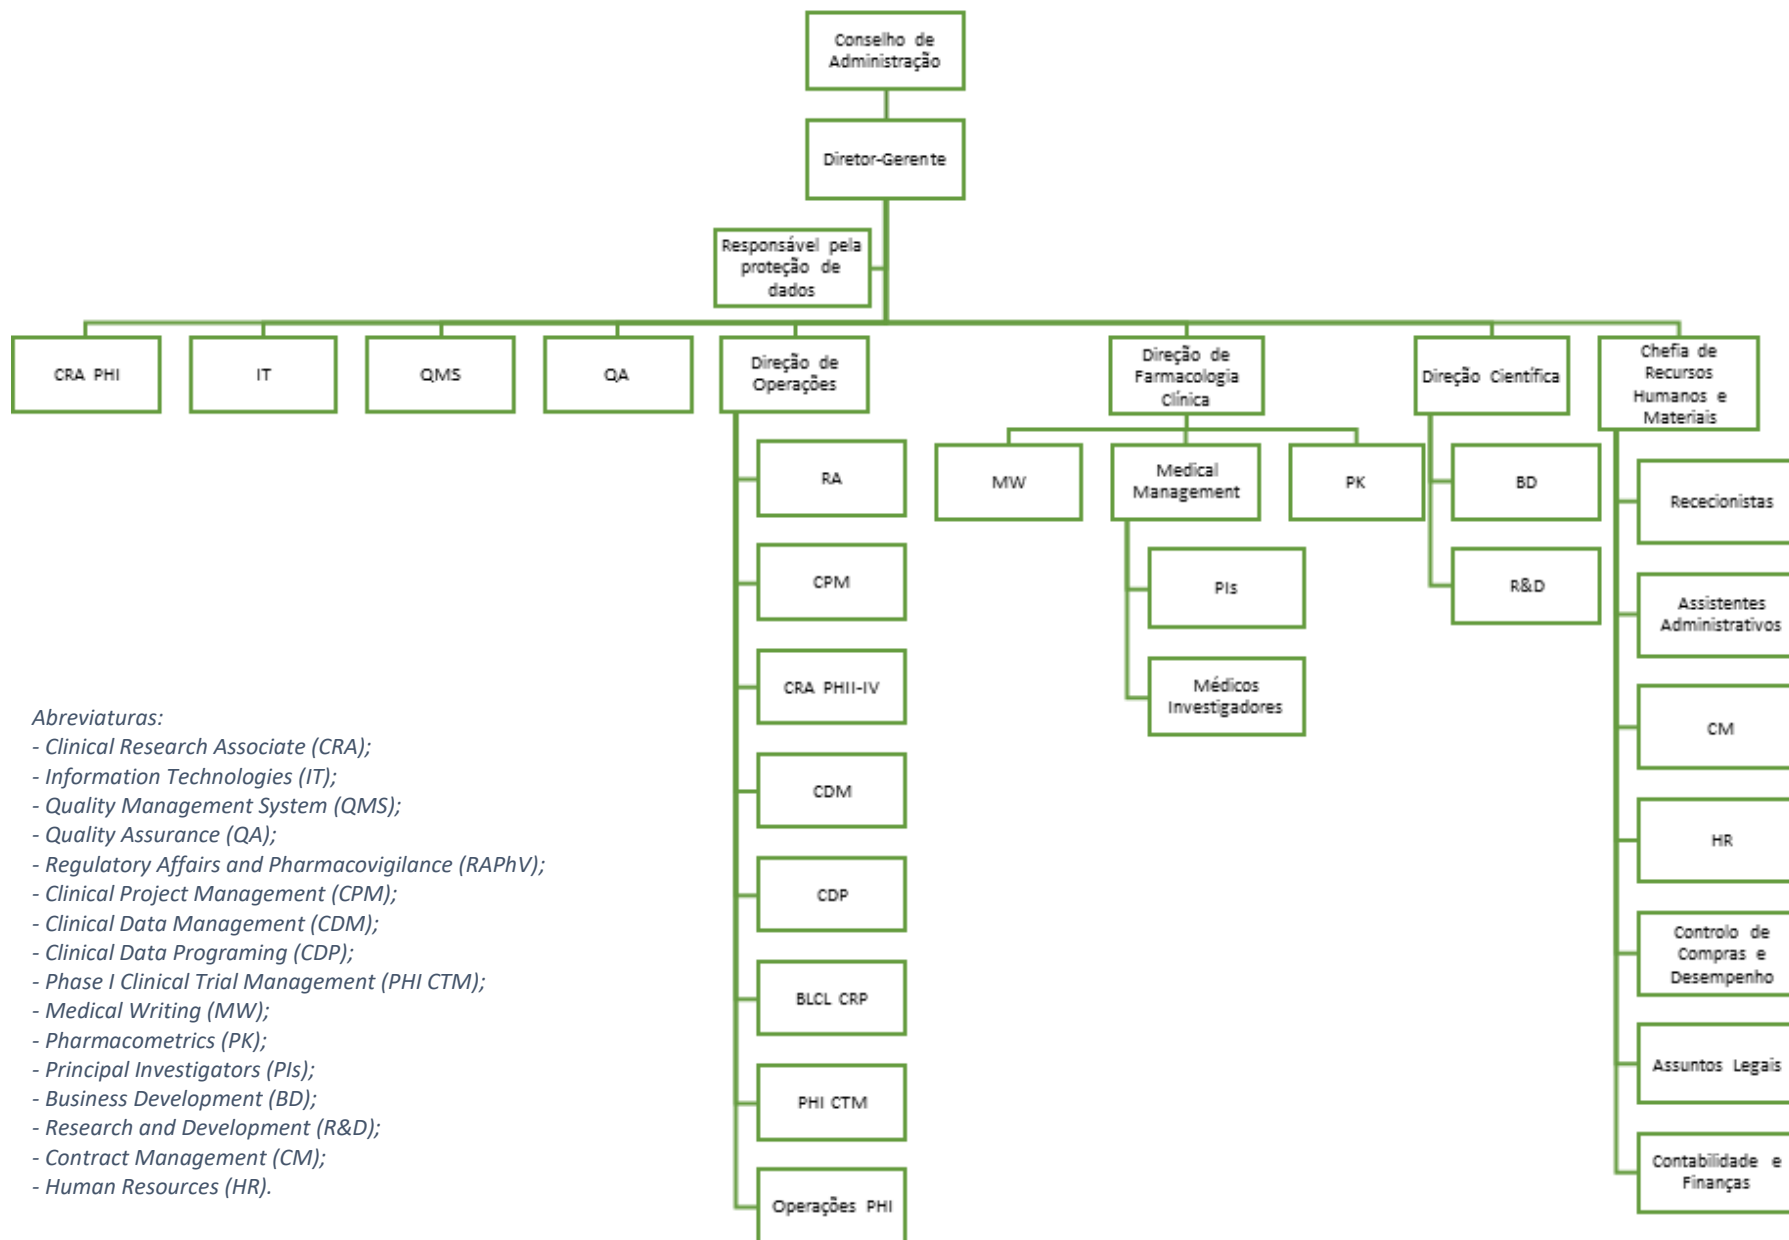 Conselho de
Administração
Diretor-Gerente
Responsável pela
proteção de
dados
CRA PHI
IT
QMS
QA
Direção de
Operações
Direção de
Farmacologia
Clínica
Direção Científica
Chefia de
Recursos
Humanos e
Materiais
RA
CPM
CRA PHII-IV
CDM
CDP
BLCL CRP
PHI CTM
Operações PHI
MW
Medical
Management
PK
PIs
Médicos
Investigadores
BD
R&D
Rececionistas
Assistentes
Administrativos
CM
HR
Controlo de
Compras e
Desempenho
Assuntos Legais
Contabilidade e
Finanças
Abreviaturas:
- Clinical Research Associate (CRA);
- Information Technologies (IT);
- Quality Management System (QMS);
- Quality Assurance (QA);
- Regulatory Affairs and Pharmacovigilance (RAPhV);
- Clinical Project Management (CPM);
- Clinical Data Management (CDM);
- Clinical Data Programing (CDP);
- Phase I Clinical Trial Management (PHI CTM);
- Medical Writing (MW);
- Pharmacometrics (PK);
- Principal Investigators (PIs);
- Business Development (BD);
- Research and Development (R&D);
- Contract Management (CM);
- Human Resources (HR).